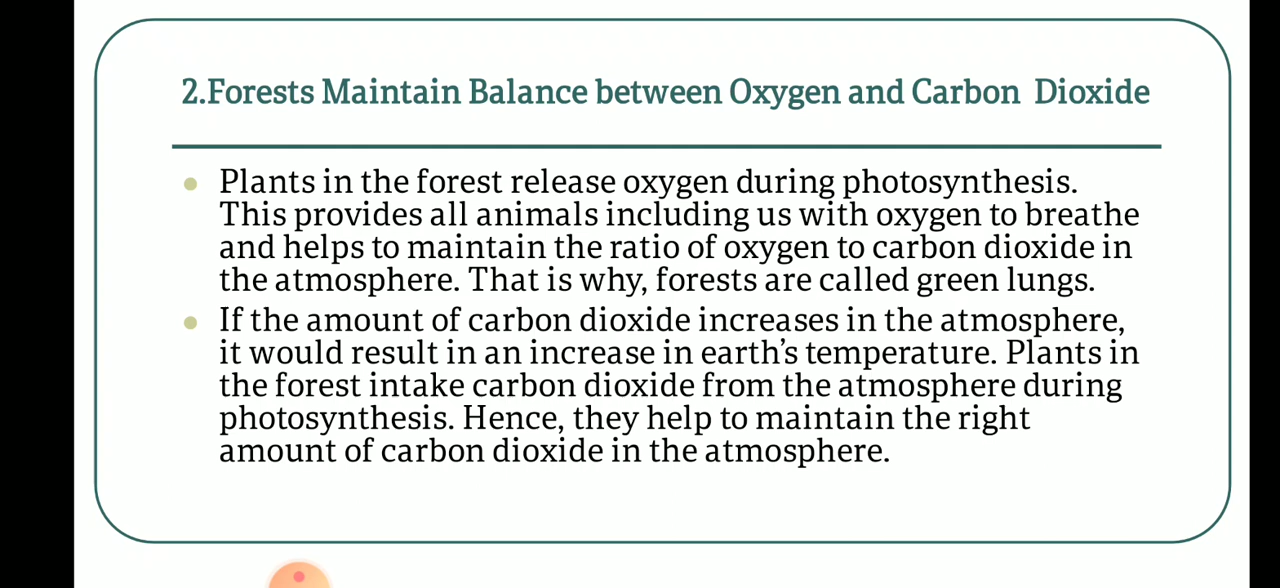 2.Forests Maintain Balance between Oxygen and Carbon Dioxide
Plants in the forest release oxygen during photosynthesis.
This provides all animals including us with oxygen to breathe
and helps to maintain the ratio of oxygen to carbon dioxide in
the atmosphere. That is why, forests are called green lungs.
If the amount of carbon dioxide increases in the atmosphere,
it would result in an increase in earth's temperature. Plants in
the forest intake carbon dioxide from the atmosphere during
photosynthesis. Hence, they help to maintain the right
amount of carbon dioxide in the atmosphere.